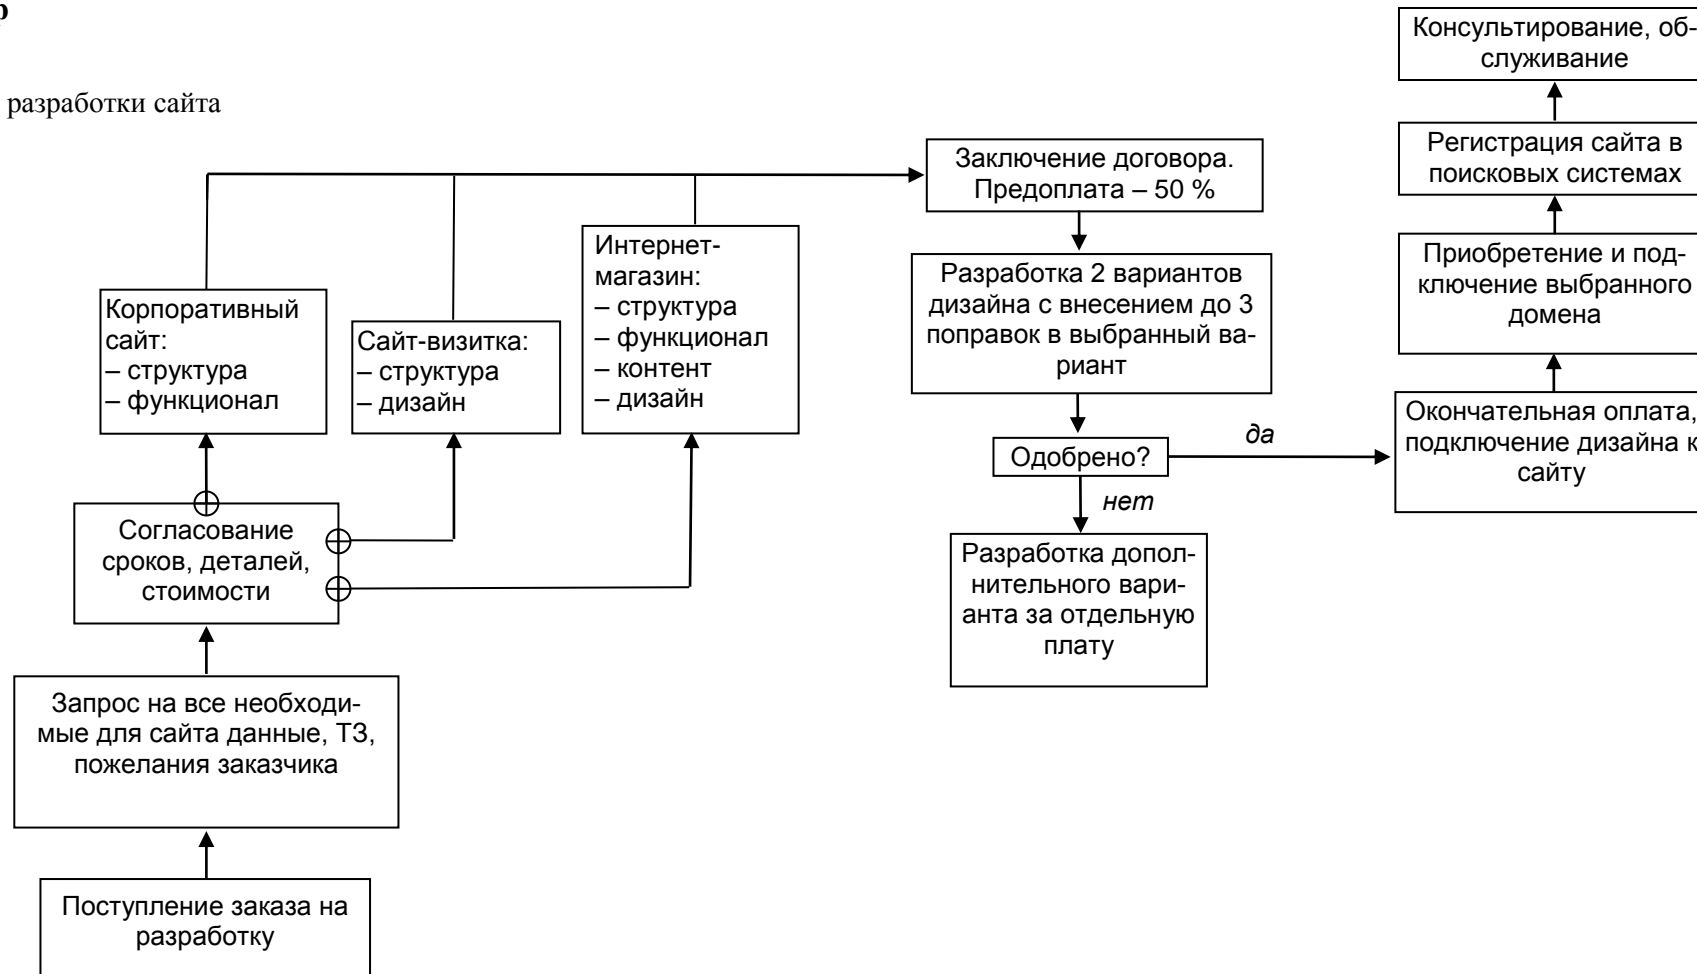 р
разработки сайта
Корпоративный
сайт:
– структура
– функционал
Сайт-визитка:
– структура
– дизайн
Интернет-
магазин:
– структура
– функционал
– контент
– дизайн
Согласование
сроков, деталей,
стоимости
Запрос на все необходи-
мые для сайта данные, ТЗ,
пожелания заказчика
Поступление заказа на
разработку
Заключение договора.
Предоплата – 50 %
Разработка 2 вариантов
дизайна с внесением до 3
поправок в выбранный ва-
риант
Одобрено?
да
нет
Разработка допол-
нительного вари-
анта за отдельную
плату
Консультирование, об-
служивание
Регистрация сайта в
поисковых системах
Приобретение и под-
ключение выбранного
домена
Окончательная оплата,
подключение дизайна к
сайту